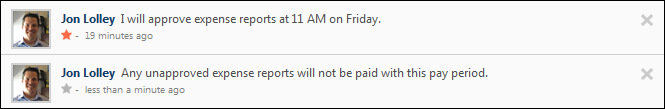 Jon Lolley I will approve expense reports at 11 AM on Friday.
- 19 minutes ago
Jon Lolley Any unapproved expense reports will not be paid with this pay period.
- less than a minute ago